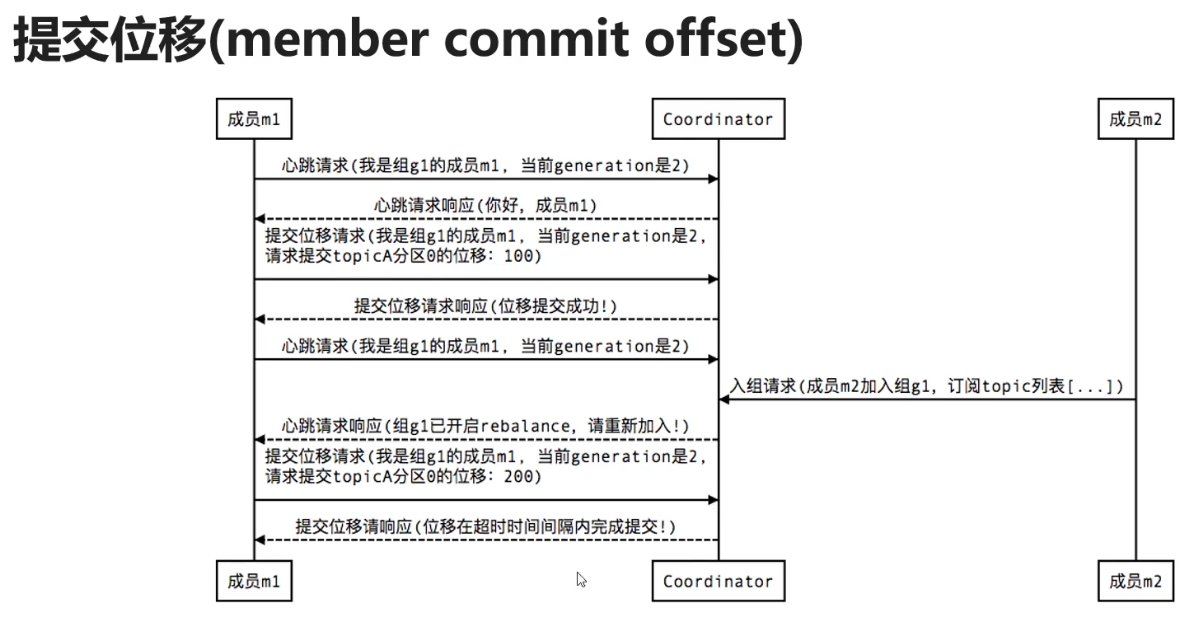 提交位移(member commit offset)
成员m1
Coordinator
成员m2
心跳请求(我是组g1的成员m1, 当前generation是2)
心跳请求响应(你好, 成员m1)
提交位移请求(我是组g1的成员m1, 当前generation是2,
请求提交topicA分区0的位移: 100)
提交位移请求响应(位移提交成功!)
心跳请求(我是组g1的成员m1, 当前generation是2)
入组请求(成员m2加入组g1, 订阅topic列表[...])
心跳请求响应(组g1已开启rebalance, 请重新加入!)
提交位移请求(我是组g1的成员m1, 当前generation是2,
请求提交topicA分区0的位移: 200)
提交位移请响应(位移在超时时间间隔内完成提交!)
成员m1
Coordinator
成员m2